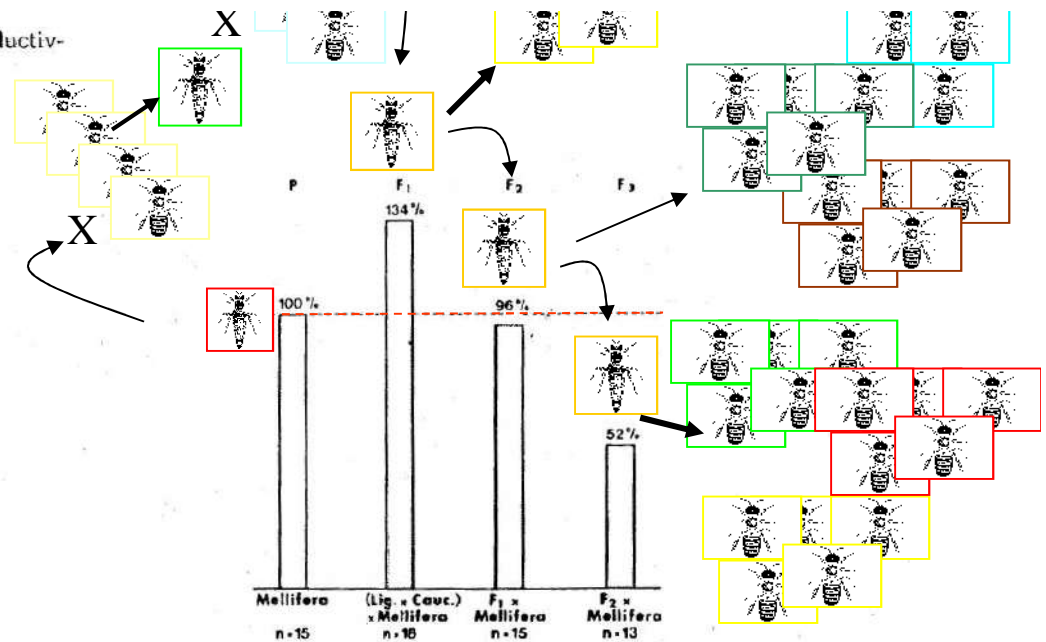 X
luctiv-
P F₁ F₂ F₃
134%
X
100% 96%
52%
Mellifera (Lig. x Cauc.) F₁ x F₂ x
x Mellifera Mellifera Mellifera
n=15 n=16 n=15 n=13